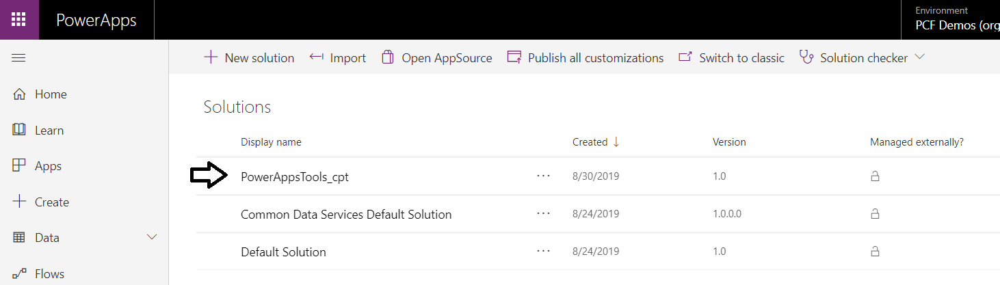 PowerApps
Environment
PCF Demos (org
New solution Import Open AppSource Publish all customizations Switch to classic Solution checker
Home
Learn
Apps
Create
Data
Flows
Solutions
Display name Created Version Managed externally?
PowerAppsTools_cpt ... 8/30/2019 1.0
Common Data Services Default Solution ... 8/24/2019 1.0.0.0
Default Solution ... 8/24/2019 1.0